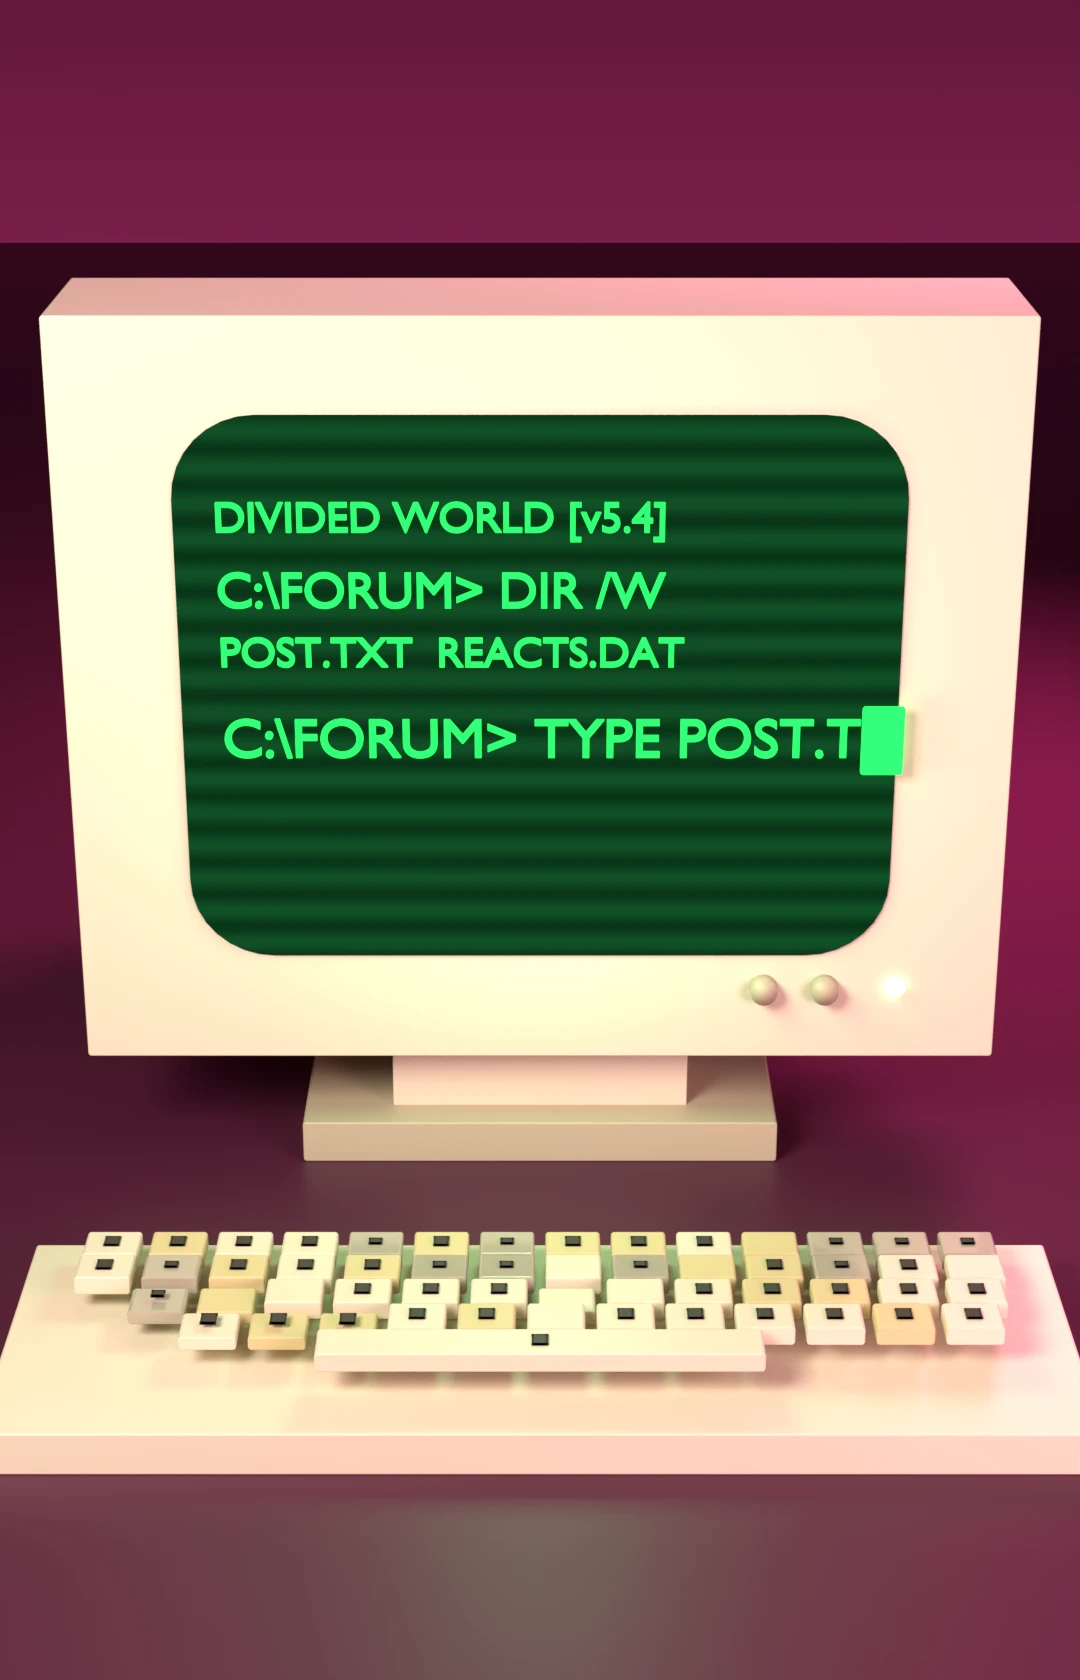 DIVIDED WORLD [v5.4]
C:\FORUM> DIR /W
POST.TXT REACTS.DAT
C:\FORUM> TYPE POST.T